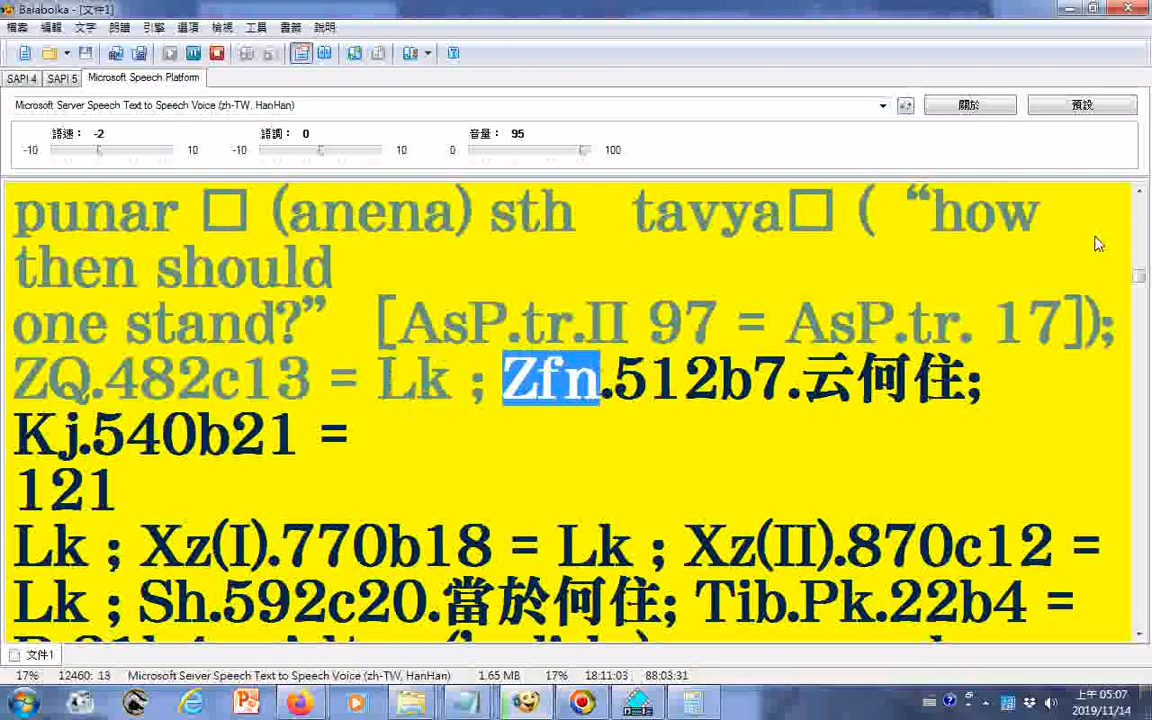 Balabolka - [文件1]
檔案 編輯 文字 朗讀 引擎 選項 檢視 工具 書籤 說明
SAPI 4 SAPI 5 Microsoft Speech Platform
Microsoft Server Speech Text to Speech Voice (zh-TW, HanHan) 關於 預設
語速： -2 語調： 0 音量： 95
-10 10 -10 10 0 100
punar □ (anena) sth tavya□ ( “how
then should
one stand?” [AsP.tr.II 97 = AsP.tr. 17]);
ZQ.482c13 = Lk ; Zfn.512b7.云何住;
Kj.540b21 =
121
Lk ; Xz(I).770b18 = Lk ; Xz(II).870c12 =
Lk ; Sh.592c20.當於何住; Tib.Pk.22b4 =
文件1
17% 12460: 13 Microsoft Server Speech Text to Speech Voice (zh-TW, HanHan) 1.65 MB 17% 18:11:03 88:03:31
上午 05:07
2019/11/14